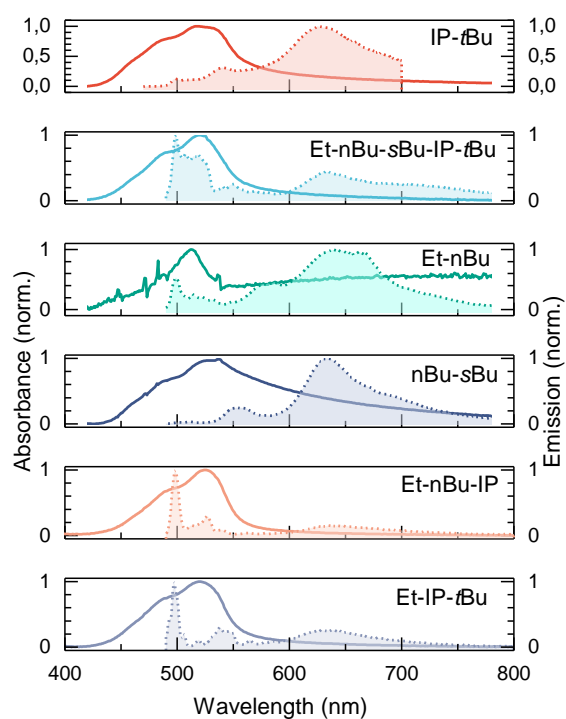 1,0 IP-tBu 1,0
0,5 0,5
0,0 0,0
1 Et-nBu-sBu-IP-tBu 1
0 0
1 Et-nBu 1
0 0
1 nBu-sBu 1
0 0
1 Et-nBu-IP 1
0 0
1 Et-IP-tBu 1
0 0
400 500 600 700 800
Wavelength (nm)
Absorbance (norm.)
Emission (norm.)